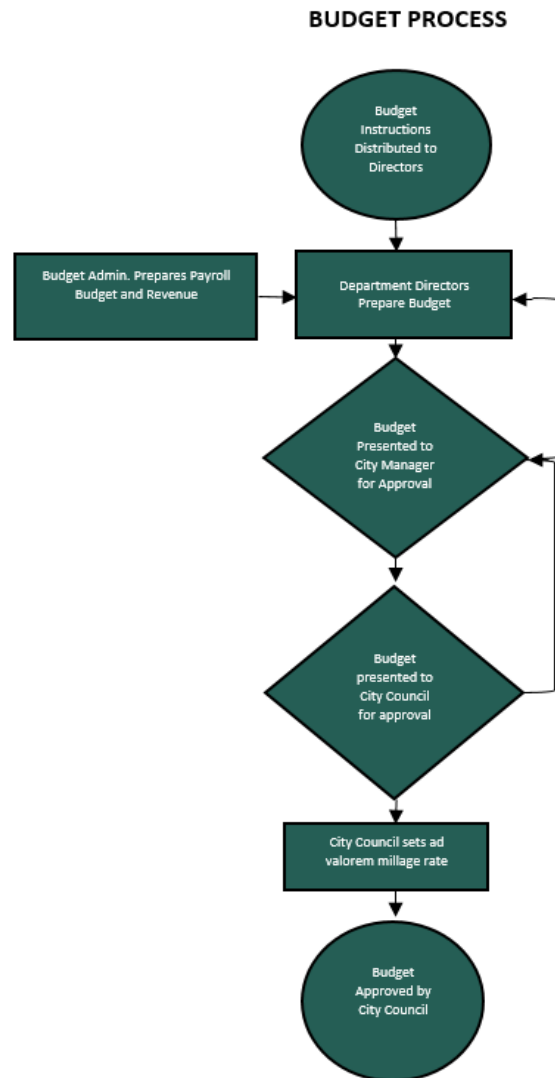 BUDGET PROCESS
Budget
Instructions
Distributed to
Directors
Budget Admin. Prepares Payroll
Budget and Revenue
Department Directors
Prepare Budget
Budget
Presented to
City Manager
for Approval
Budget
presented to
City Council
for approval
City Council sets ad
valorem millage rate
Budget
Approved by
City Council